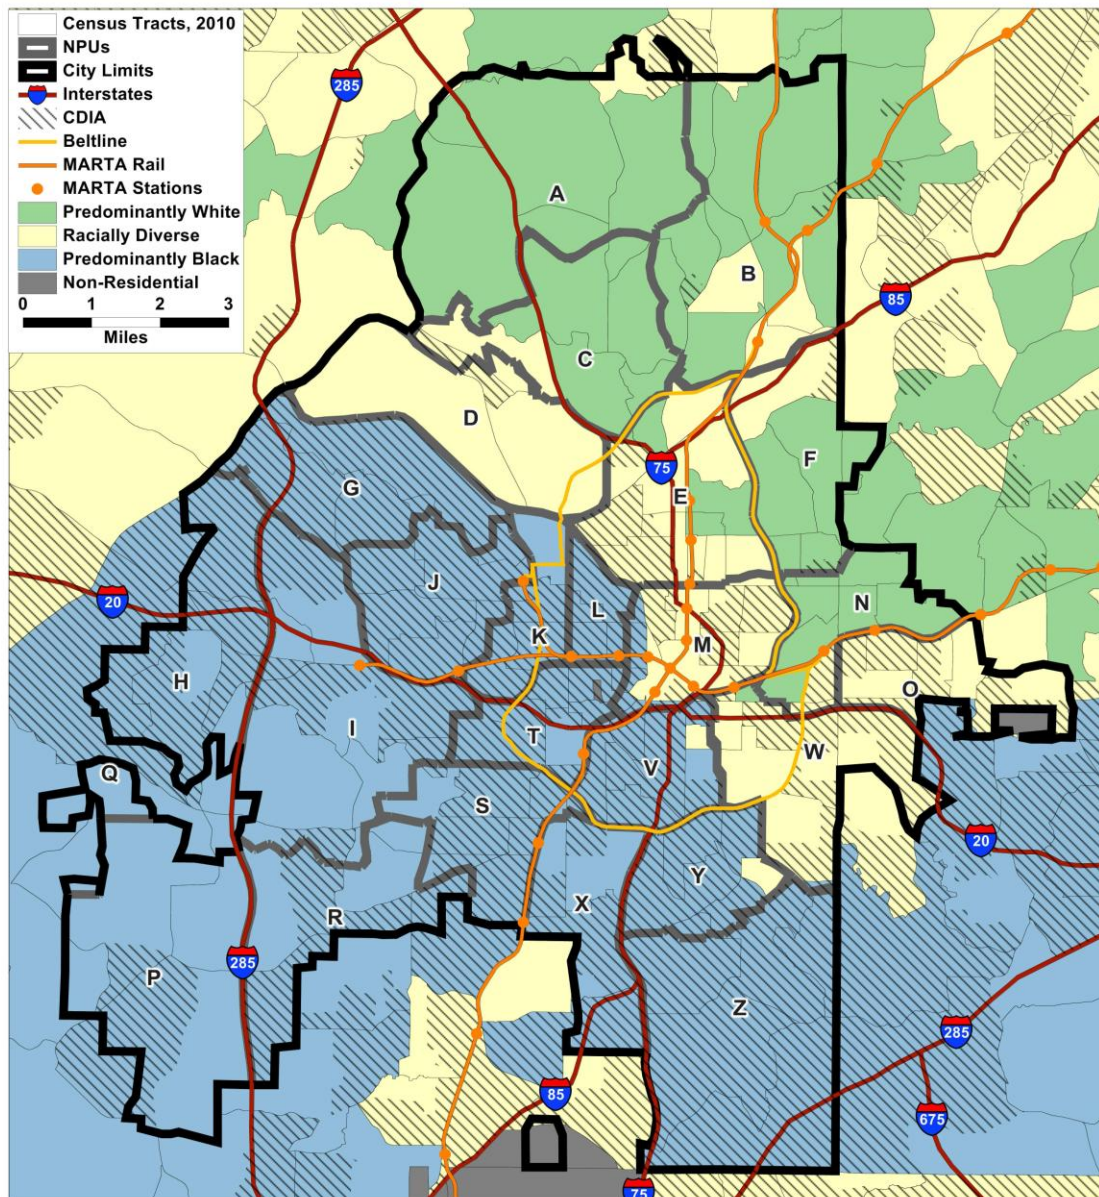 Census Tracts, 2010
NPUs
City Limits
Interstates
CDIA
Beltline
MARTA Rail
MARTA Stations
Predominantly White
Racially Diverse
Predominantly Black
Non-Residential
0 1 2 3
Miles
285
A
B
85
C
D
F
75
G
E
J
20
L
N
K
M
H
O
I
T
V
W
Q
S
20
Y
X
R
285
P
Z
285
85
675
75